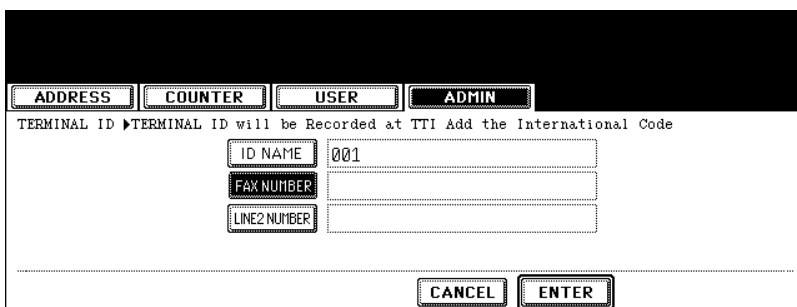 ADDRESS COUNTER USER ADMIN
TERMINAL ID ▶TERMINAL ID will be Recorded at TTI Add the International Code
ID NAME 001
FAX NUMBER
LINE2 NUMBER
CANCEL ENTER